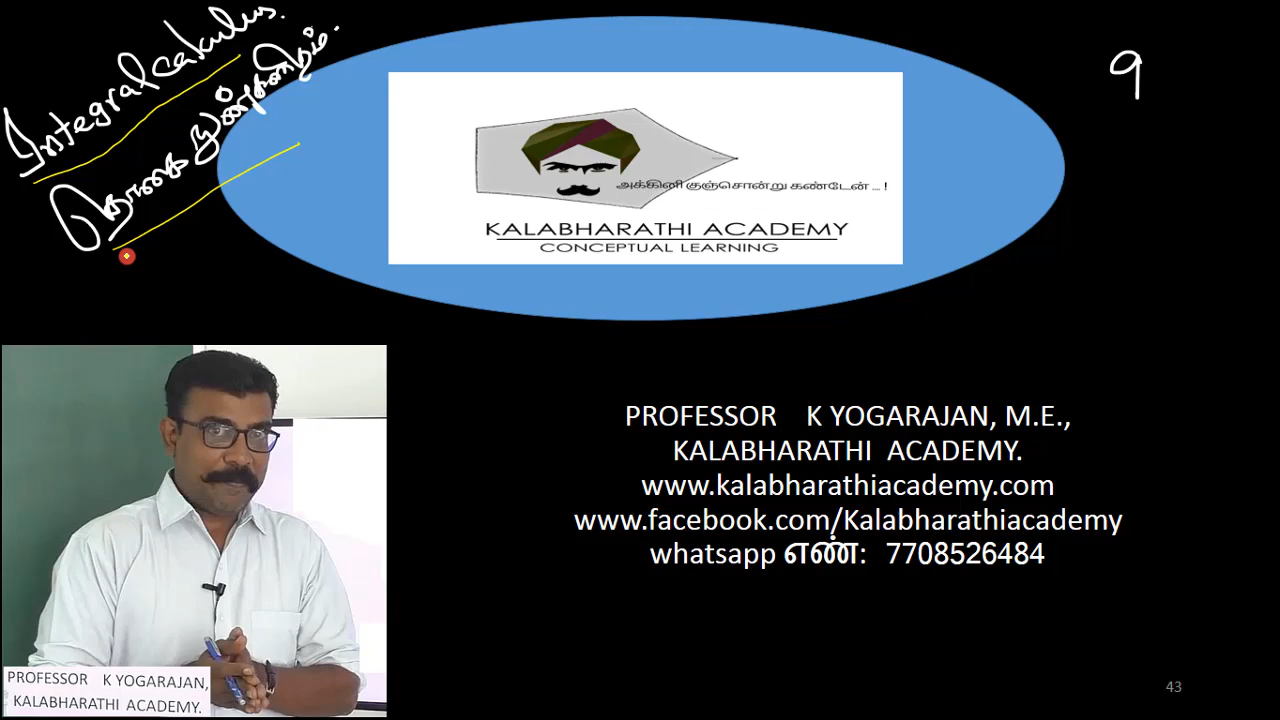 Integral calculus.
தொகை நுண்கணிதம்.
9
அக்கினி குஞ்சொன்று கண்டேன் ... !
KALABHARATHI ACADEMY
CONCEPTUAL LEARNING
PROFESSOR K YOGARAJAN, M.E.,
KALABHARATHI ACADEMY.
www.kalabharathiacademy.com
www.facebook.com/Kalabharathiacademy
whatsapp எண்: 7708526484
PROFESSOR K YOGARAJAN,
KALABHARATHI ACADEMY.
43